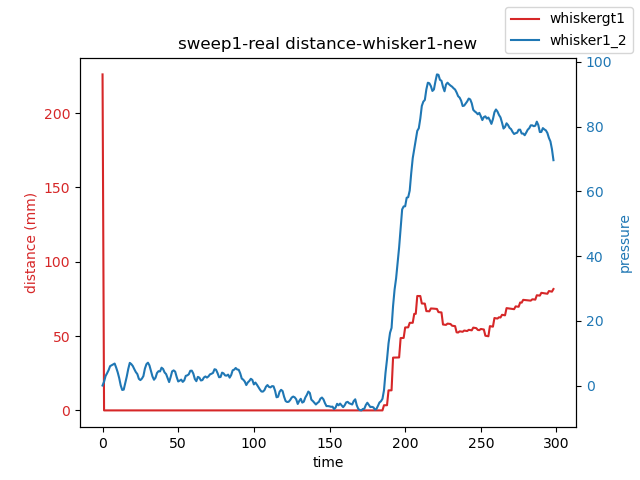 whiskergt1
whisker1_2
sweep1-real distance-whisker1-new
distance (mm)
200
150
100
50
0
100
80
60
40
20
0
pressure
0 50 100 150 200 250 300
time